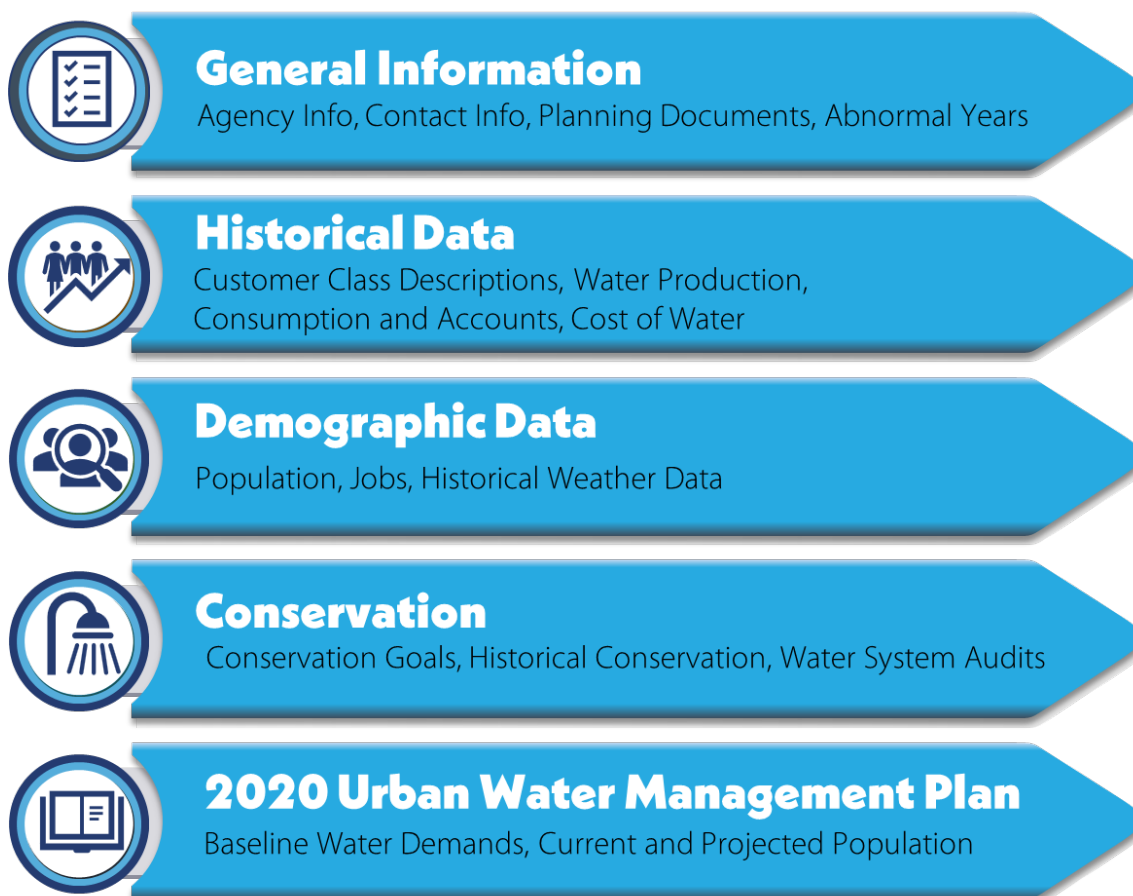 General Information
Agency Info, Contact Info, Planning Documents, Abnormal Years
Historical Data
Customer Class Descriptions, Water Production,
Consumption and Accounts, Cost of Water
Demographic Data
Population, Jobs, Historical Weather Data
Conservation
Conservation Goals, Historical Conservation, Water System Audits
2020 Urban Water Management Plan
Baseline Water Demands, Current and Projected Population